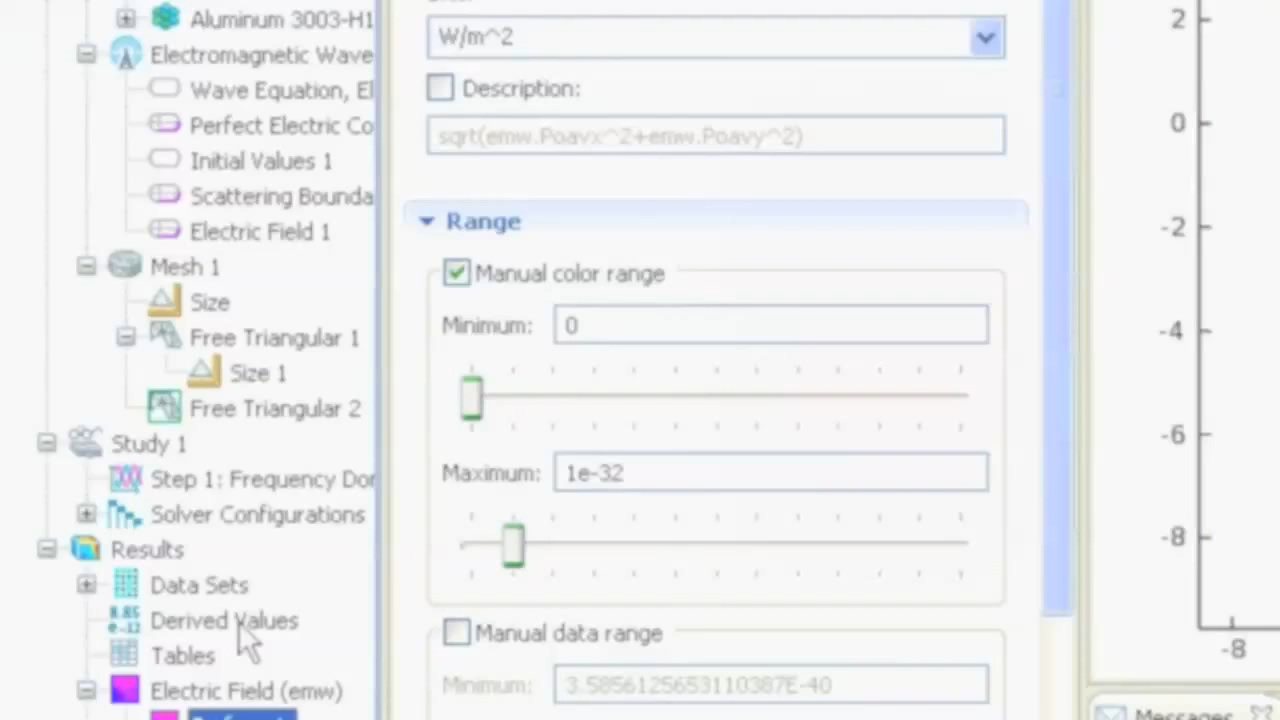 Aluminum 3003-H1
Electromagnetic Wave
Wave Equation, El
Perfect Electric Co
Initial Values 1
Scattering Bounda
Electric Field 1
Mesh 1
Size
Free Triangular 1
Size 1
Free Triangular 2
Study 1
Step 1: Frequency Dor
Solver Configurations
Results
Data Sets
8.85
e-12
Derived Values
Tables
Electric Field (emw)
W/m^2
Description:
sqrt(emw.Poavx^2+emw.Poavy^2)
Range
Manual color range
Minimum: 0
Maximum: 1e-32
Manual data range
Minimum: 3.5856125653110387E-40
2
0
-2
-4
-6
-8
-8
Messages